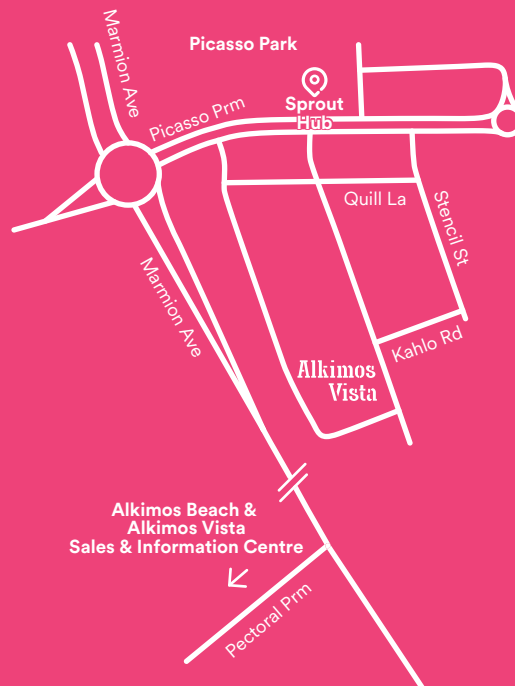 Marmion Ave
Picasso Park
Picasso Prm
Sprout
Hub
Quill La
Stencil St
Marmion Ave
Kahlo Rd
Alkimos
Vista
Alkimos Beach &
Alkimos Vista
Sales & Information Centre
Pectoral Prm